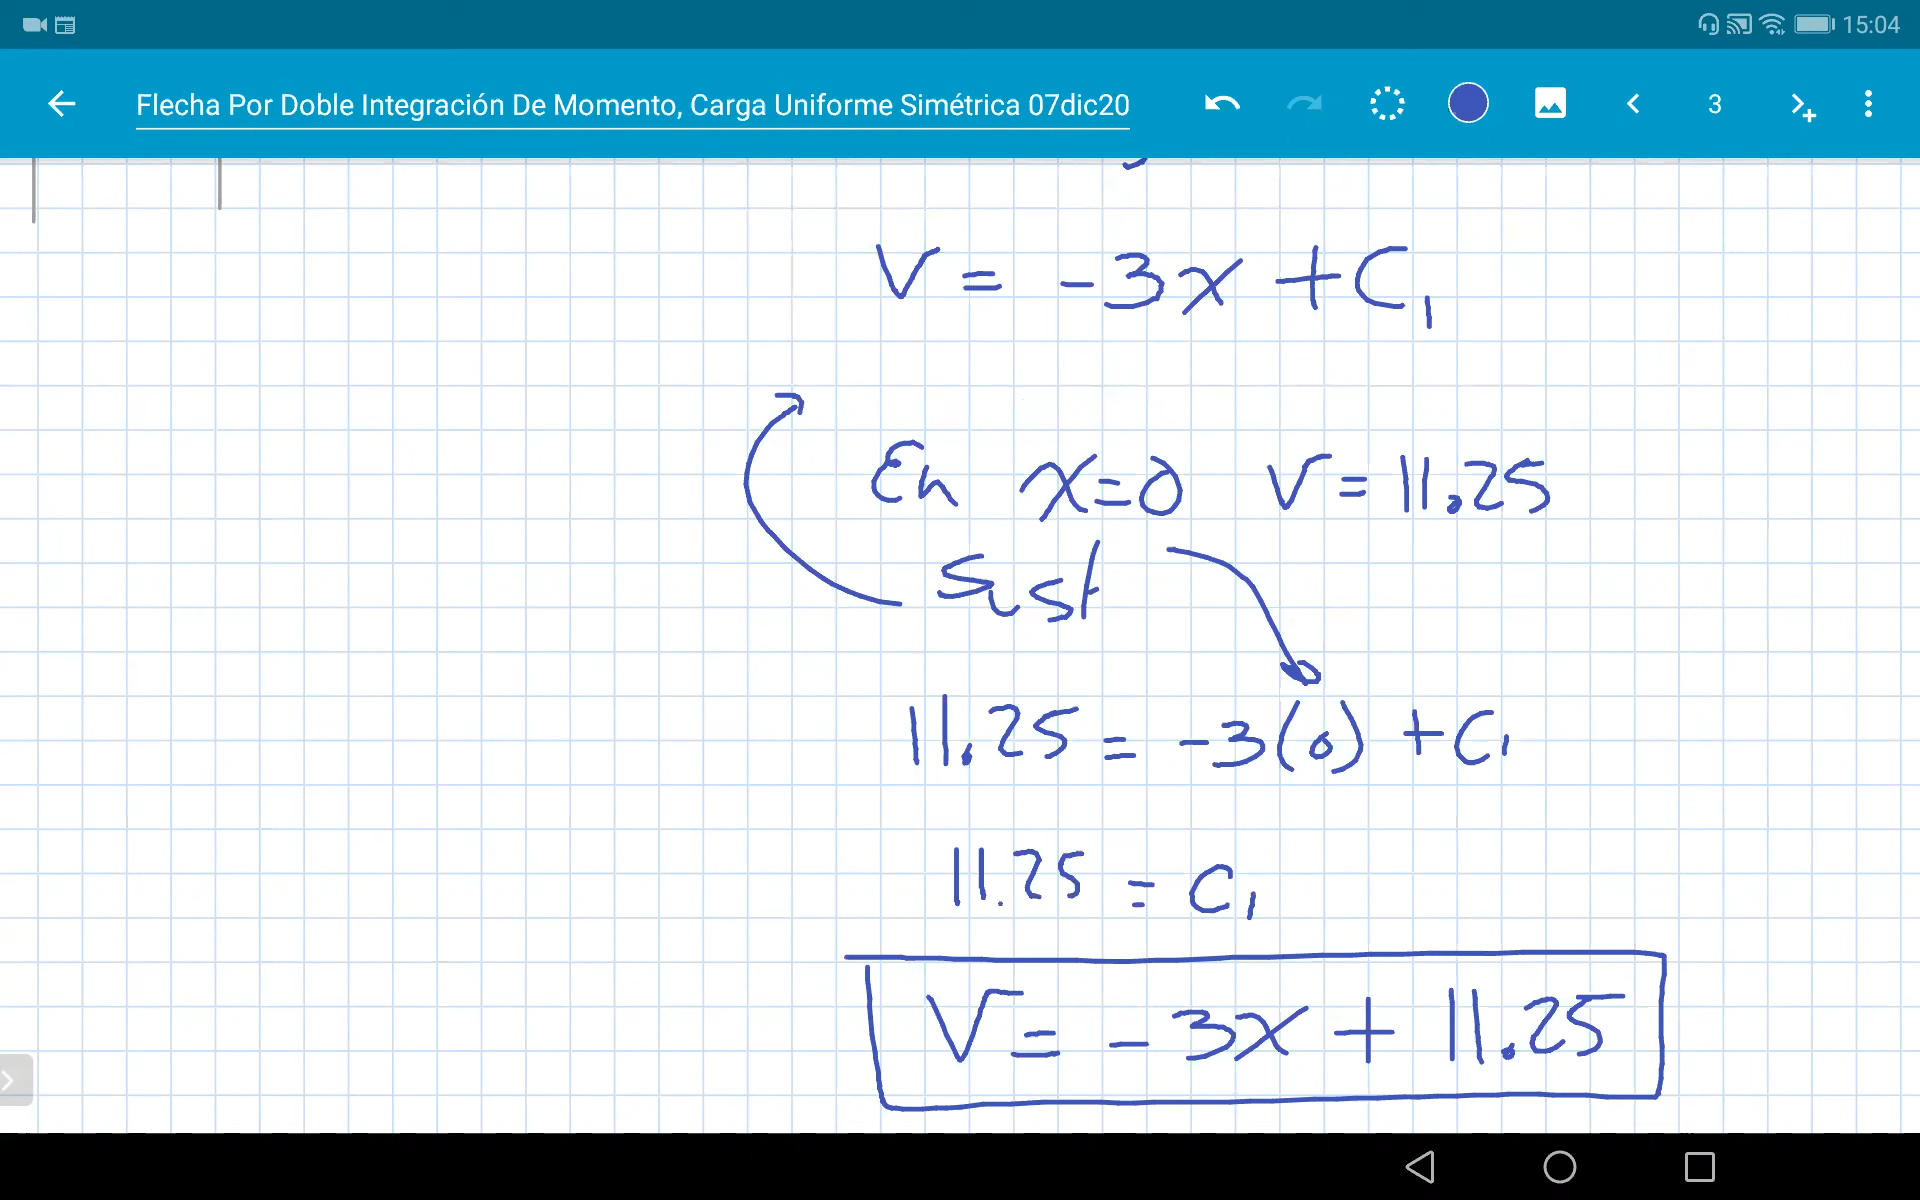 15:04
Flecha Por Doble Integración De Momento, Carga Uniforme Simétrica 07dic20
3
V = -3x + C₁
En x=0 V = 11.25
Sust
11.25 = -3(0) + C₁
11.25 = C₁
V = -3x + 11.25